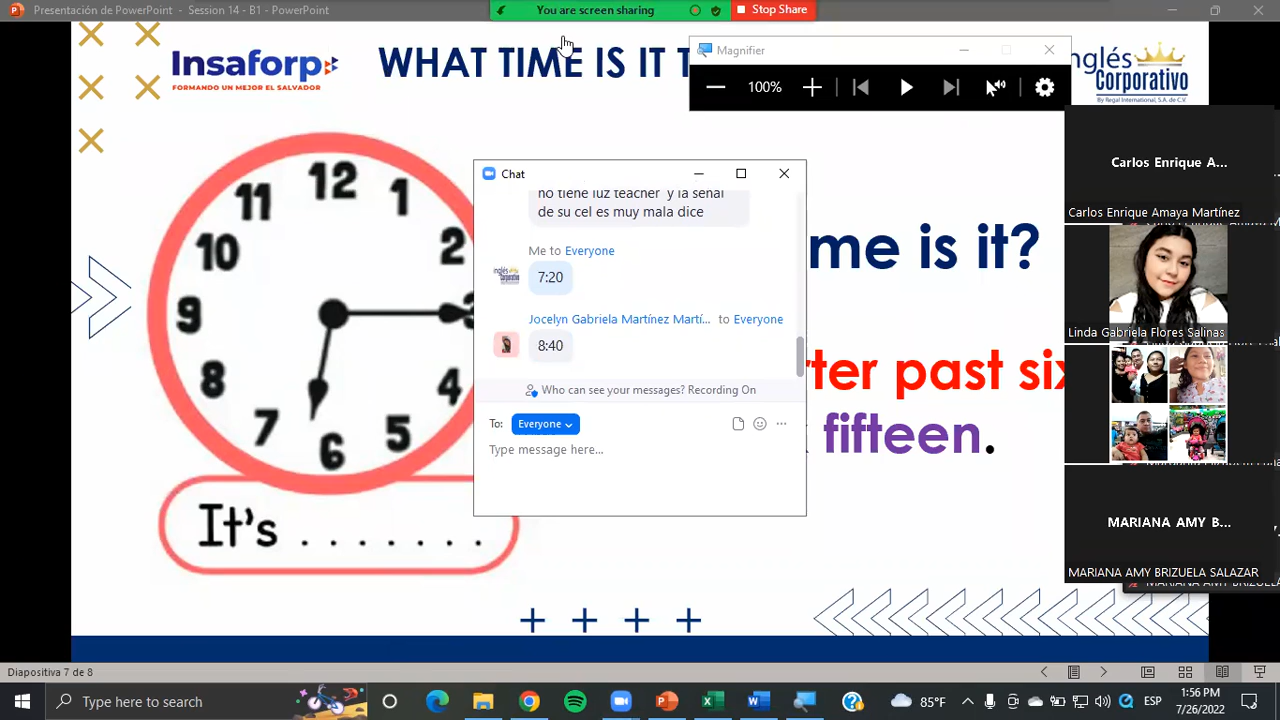 Presentación de PowerPoint - Session 14 - B1 - PowerPoint
You are screen sharing
Stop Share
Insaforp
FORMANDO UN MEJOR EL SALVADOR
WHAT TIME IS IT T
Magnifier
100%
nglés
Corporativo
By Regal International, S.A. de C.V.
12
1
2
3
4
5
6
7
8
9
10
11
It's . . . . . . .
me is it?
ter past six
fifteen.
Chat
no tiene luz teacher y la señal
de su cel es muy mala dice
Me to Everyone
7:20
Jocelyn Gabriela Martínez Martí... to Everyone
8:40
Who can see your messages? Recording On
To: Everyone
Type message here...
Carlos Enrique A...
Carlos Enrique Amaya Martínez
Linda Gabriela Flores Salinas
MARIANA AMY B...
MARIANA AMY BRIZUELA SALAZAR
Diapositiva 7 de 8
Type here to search
85°F
ESP
1:56 PM
7/26/2022